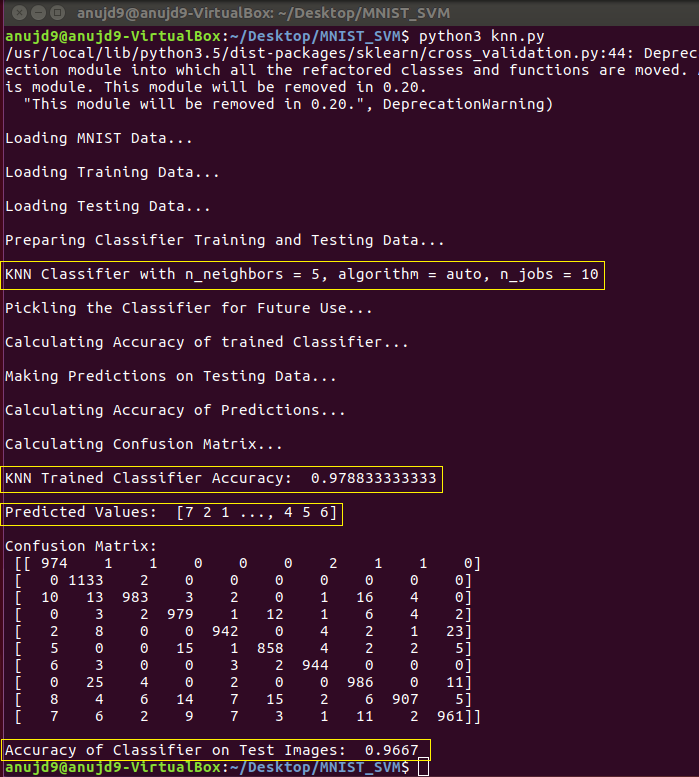 anujd9@anujd9-VirtualBox: ~/Desktop/MNIST_SVM
anujd9@anujd9-VirtualBox:~/Desktop/MNIST_SVM$ python3 knn.py
/usr/local/lib/python3.5/dist-packages/sklearn/cross_validation.py:44: Deprec
ection module into which all the refactored classes and functions are moved.
is module. This module will be removed in 0.20.
"This module will be removed in 0.20.", DeprecationWarning)
Loading MNIST Data...
Loading Training Data...
Loading Testing Data...
Preparing Classifier Training and Testing Data...
KNN Classifier with n_neighbors = 5, algorithm = auto, n_jobs = 10
Pickling the Classifier for Future Use...
Calculating Accuracy of trained Classifier...
Making Predictions on Testing Data...
Calculating Accuracy of Predictions...
Calculating Confusion Matrix...
KNN Trained Classifier Accuracy:  0.978833333333
Predicted Values:  [7 2 1 ..., 4 5 6]
Confusion Matrix:
[[ 974    1    1    0    0    0    2    1    1    0]
[   0 1133    2    0    0    0    0    0    0    0]
[  10   13  983    3    2    0    1   16    4    0]
[   0    3    2  979    1   12    1    6    4    2]
[   2    8    0    0  942    0    4    2    1   23]
[   5    0    0   15    1  858    4    2    2    5]
[   6    3    0    0    3    2  944    0    0    0]
[   0   25    4    0    2    0    0  986    0   11]
[   8    4    6   14    7   15    2    6  907    5]
[   7    6    2    9    7    3    1   11    2  961]]
Accuracy of Classifier on Test Images:  0.9667
anujd9@anujd9-VirtualBox:~/Desktop/MNIST_SVM$